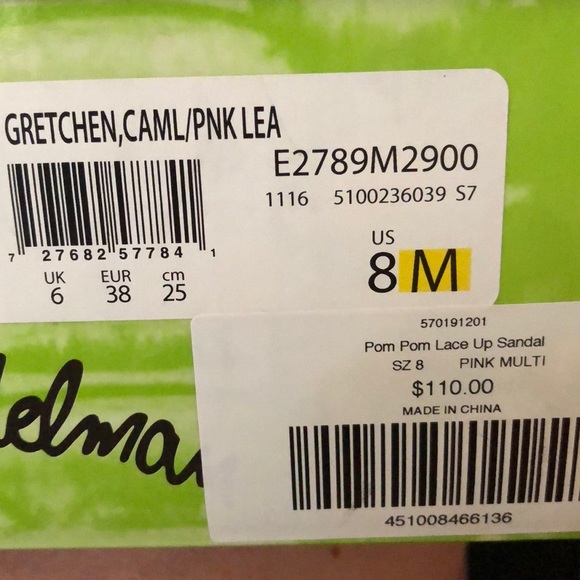 GRETCHEN,CAML/PNK LEA
E2789M2900
1116 5100236039 S7
7 27682 57784 1
UK EUR cm
6 38 25
US
8 M
570191201
Pom Pom Lace Up Sandal
SZ 8 PINK MULTI
$110.00
MADE IN CHINA
451008466136